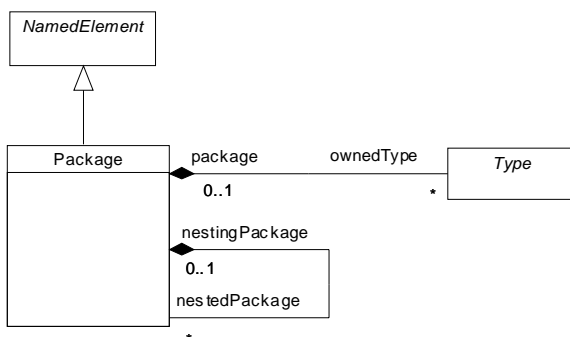 NamedElement
Package
package
ownedType
Type
0..1
*
nestingPackage
0..1
nestedPackage
*